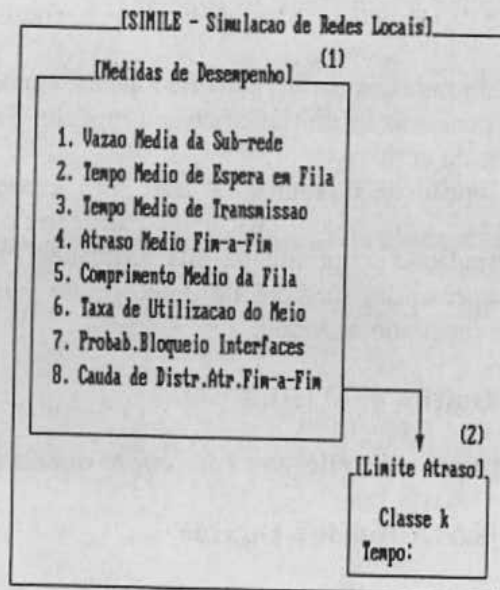 [SIMILE - Simulacao de Redes Locais]
(1)
[Medidas de Desempenho]
1. Vazao Media da Sub-rede
2. Tempo Medio de Espera em Fila
3. Tempo Medio de Transmissao
4. Atraso Medio Fim-a-Fim
5. Comprimento Medio da Fila
6. Taxa de Utilizacao do Meio
7. Probab.Bloqueio Interfaces
8. Cauda de Distr.Atr.Fim-a-Fim
(2)
[Limite Atraso]
Classe k
Tempo: